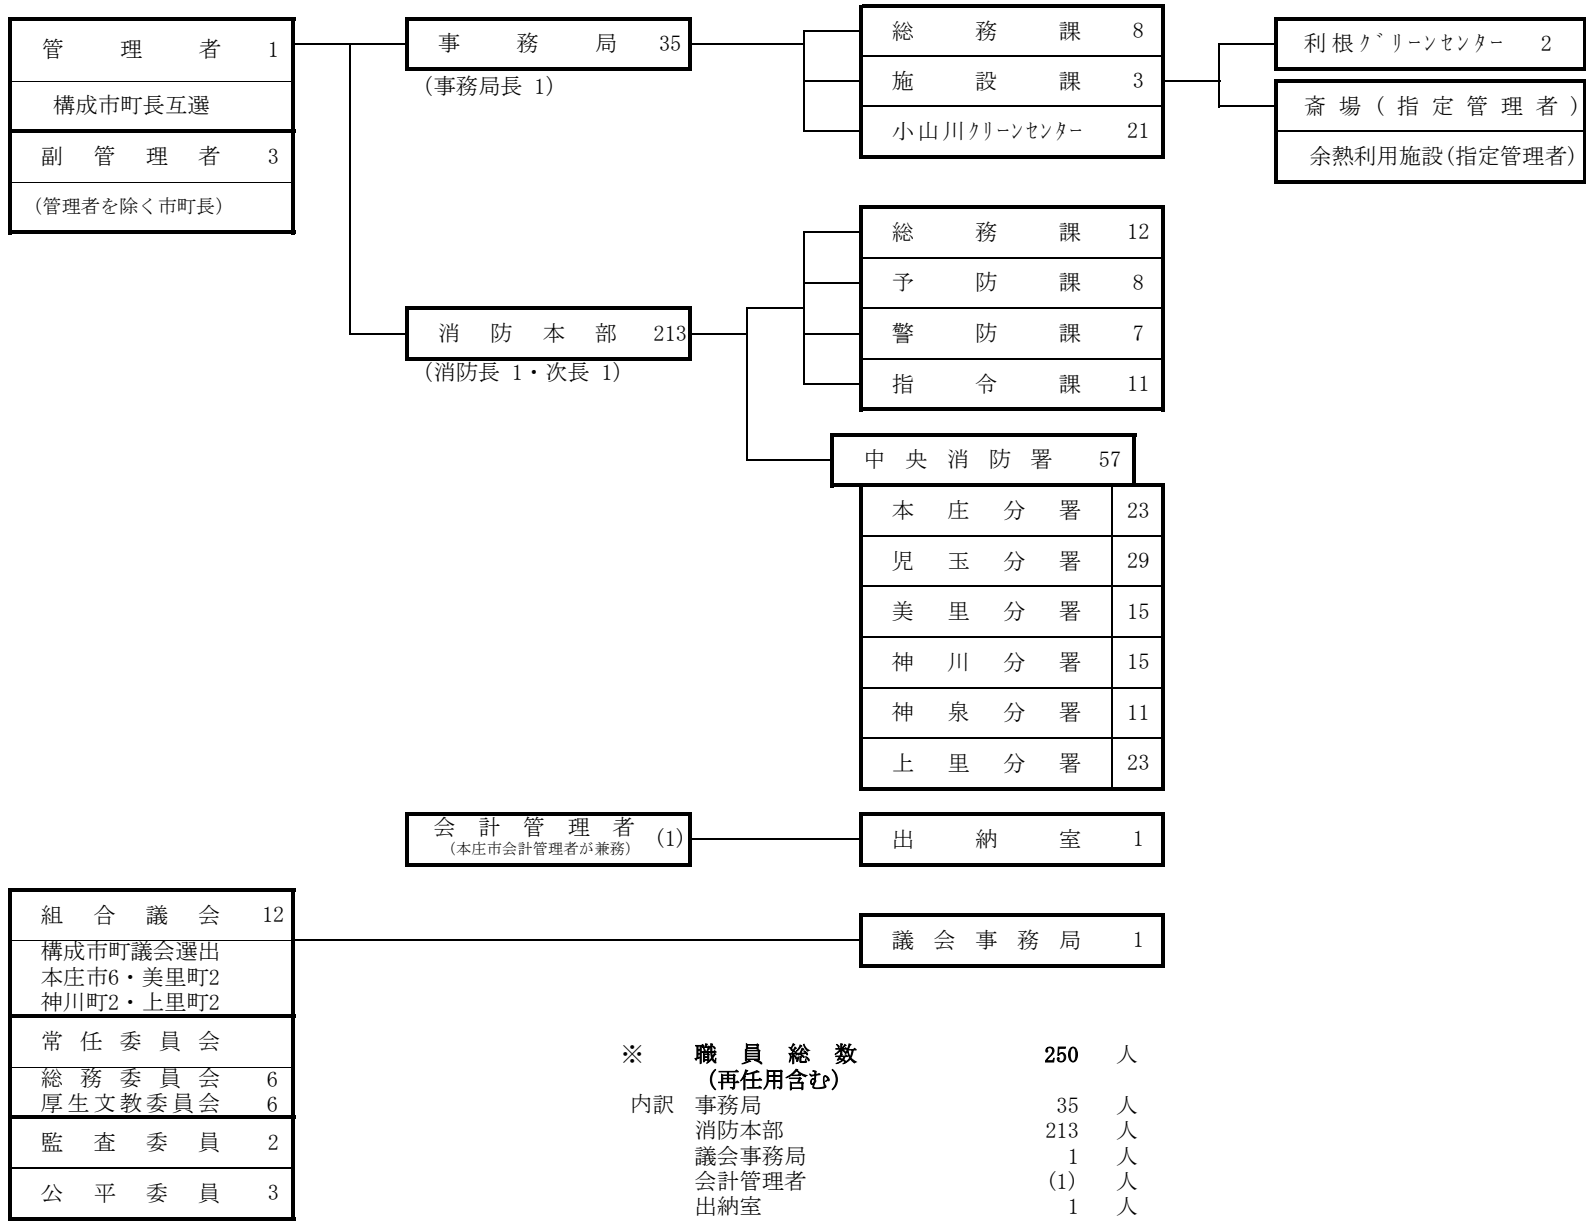 管理者 1
構成市町長互選
副管理者 3
(管理者を除く市町長)
事務局 35
(事務局長 1)
総務課 8
施設課 3
小山川ｸﾘｰﾝｾﾝﾀｰ 21
利根ｸﾞﾘｰﾝｾﾝﾀｰ 2
斎場(指定管理者)
余熱利用施設(指定管理者)
消防本部 213
(消防長 1・次長 1)
総務課 12
予防課 8
警防課 7
指令課 11
中央消防署 57
本庄分署 23
児玉分署 29
美里分署 15
神川分署 15
神泉分署 11
上里分署 23
会計管理者 (1)
(本庄市会計管理者が兼務)
出納室 1
組合議会 12
構成市町議会選出
本庄市6・美里町2
神川町2・上里町2
議会事務局 1
常任委員会
総務委員会 6
厚生文教委員会 6
監査委員 2
公平委員 3
※ 職員総数 250 人
(再任用含む)
内訳 事務局 35 人
消防本部 213 人
議会事務局 1 人
会計管理者 (1) 人
出納室 1 人